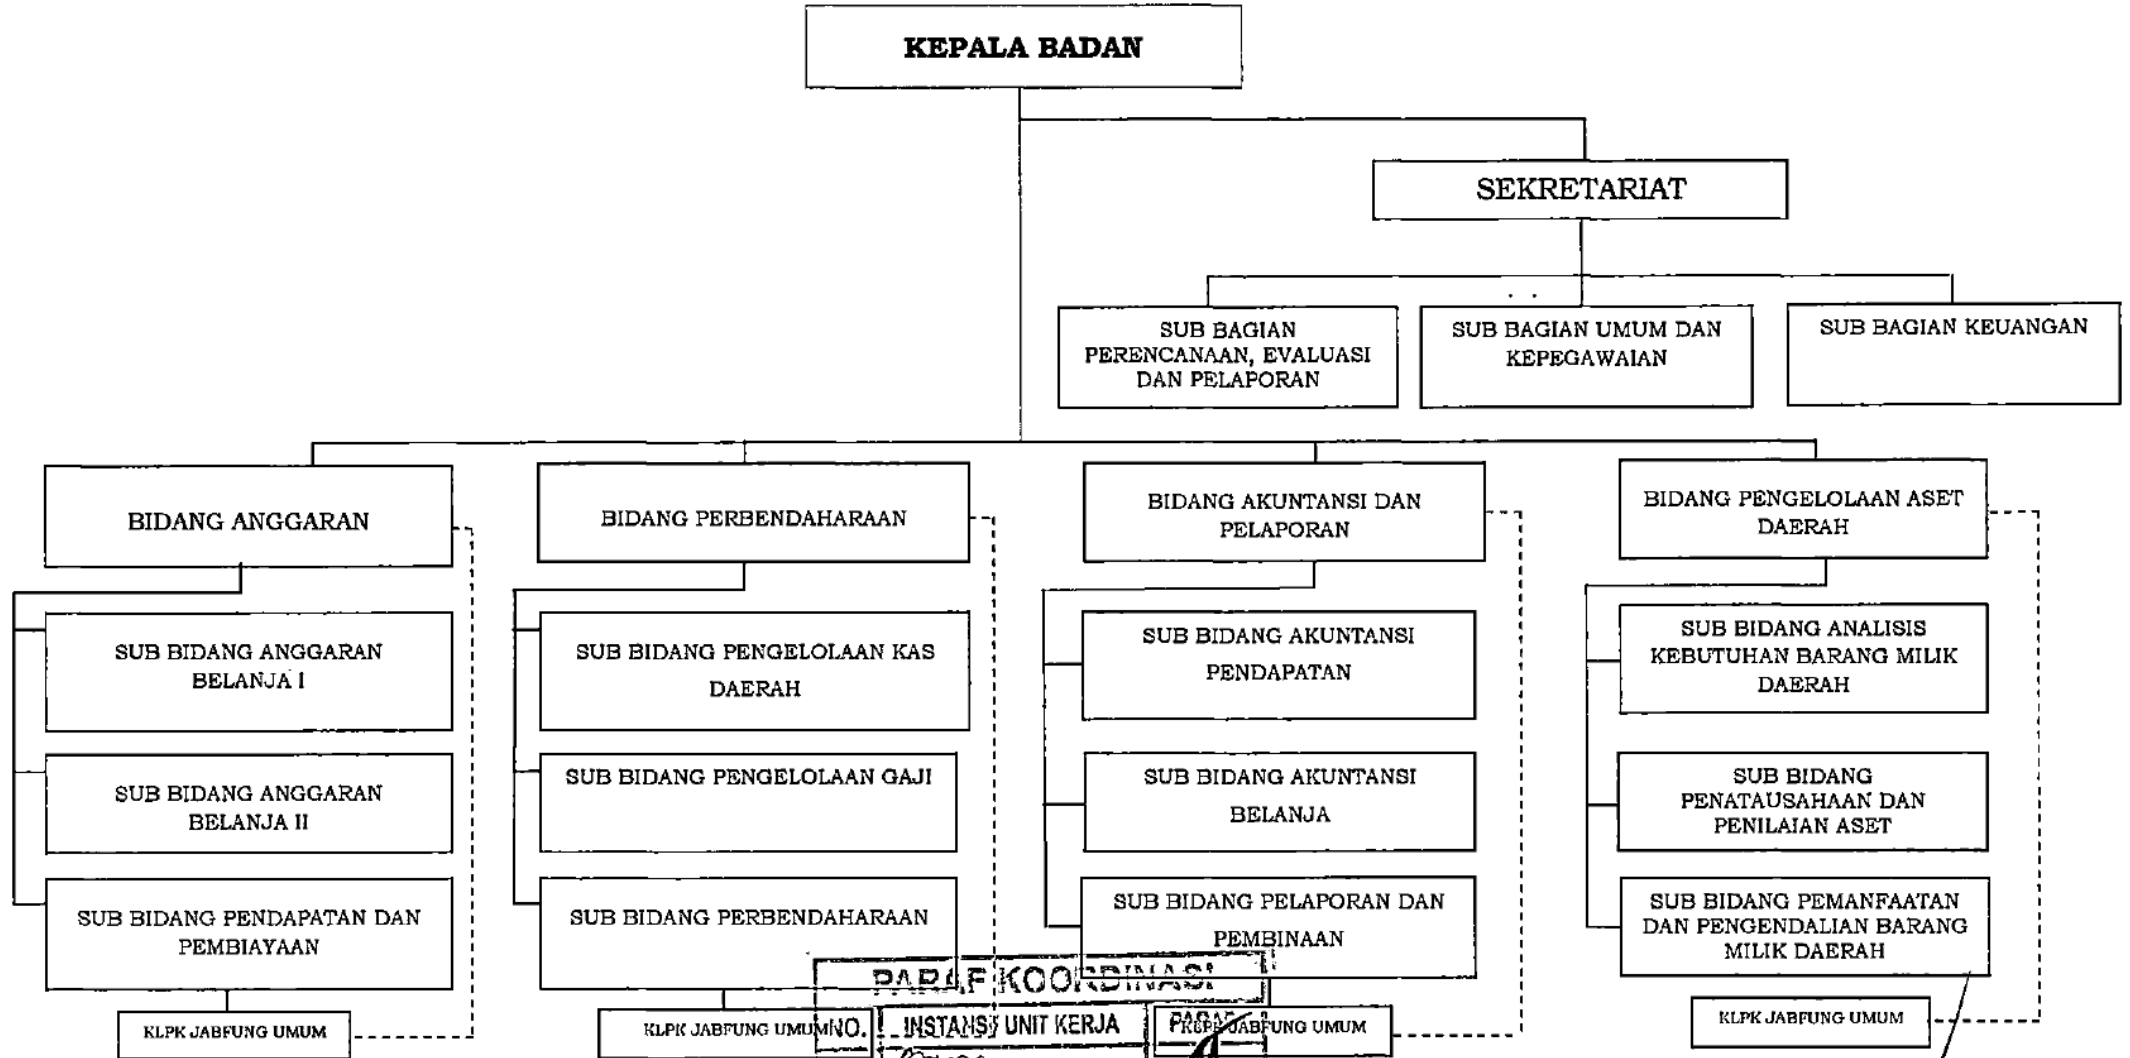 KEPALA BADAN
SEKRETARIAT
SUB BAGIAN
PERENCANAAN, EVALUASI
DAN PELAPORAN
SUB BAGIAN UMUM DAN
KEPEGAWAIAN
SUB BAGIAN KEUANGAN
BIDANG ANGGARAN
BIDANG PERBENDAHARAAN
BIDANG AKUNTANSI DAN
PELAPORAN
BIDANG PENGELOLAAN ASET
DAERAH
SUB BIDANG ANGGARAN
BELANJA I
SUB BIDANG PENGELOLAAN KAS
DAERAH
SUB BIDANG AKUNTANSI
PENDAPATAN
SUB BIDANG ANALISIS
KEBUTUHAN BARANG MILIK
DAERAH
SUB BIDANG ANGGARAN
BELANJA II
SUB BIDANG PENGELOLAAN GAJI
SUB BIDANG AKUNTANSI
BELANJA
SUB BIDANG
PENATAUSAHAAN DAN
PENILAIAN ASET
SUB BIDANG PENDAPATAN DAN
PEMBIAYAAN
SUB BIDANG PERBENDAHARAAN
SUB BIDANG PELAPORAN DAN
PEMBINAAN
SUB BIDANG PEMANFAATAN
DAN PENGENDALIAN BARANG
MILIK DAERAH
PARAF KOORDINASI
KLPK JABFUNG UMUM
KLPK JABFUNG UMUM
NO.
INSTANSI UNIT KERJA
PARAF
KLPK JABFUNG UMUM
KLPK JABFUNG UMUM